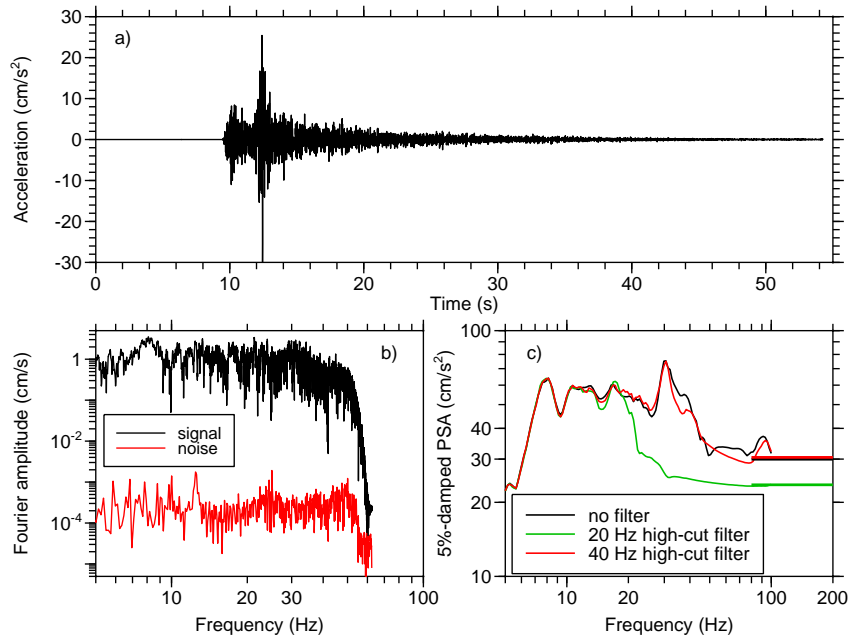 a)
Acceleration (cm/s²)
30
20
10
0
-10
-20
-30
0
10
20
30
40
50
Time (s)
b)
Fourier amplitude (cm/s)
1
10⁻²
10⁻⁴
signal
noise
10
20
30
100
Frequency (Hz)
c)
5%-damped PSA (cm/s²)
100
40
30
20
10
no filter
20 Hz high-cut filter
40 Hz high-cut filter
10
20
100
200
Frequency (Hz)